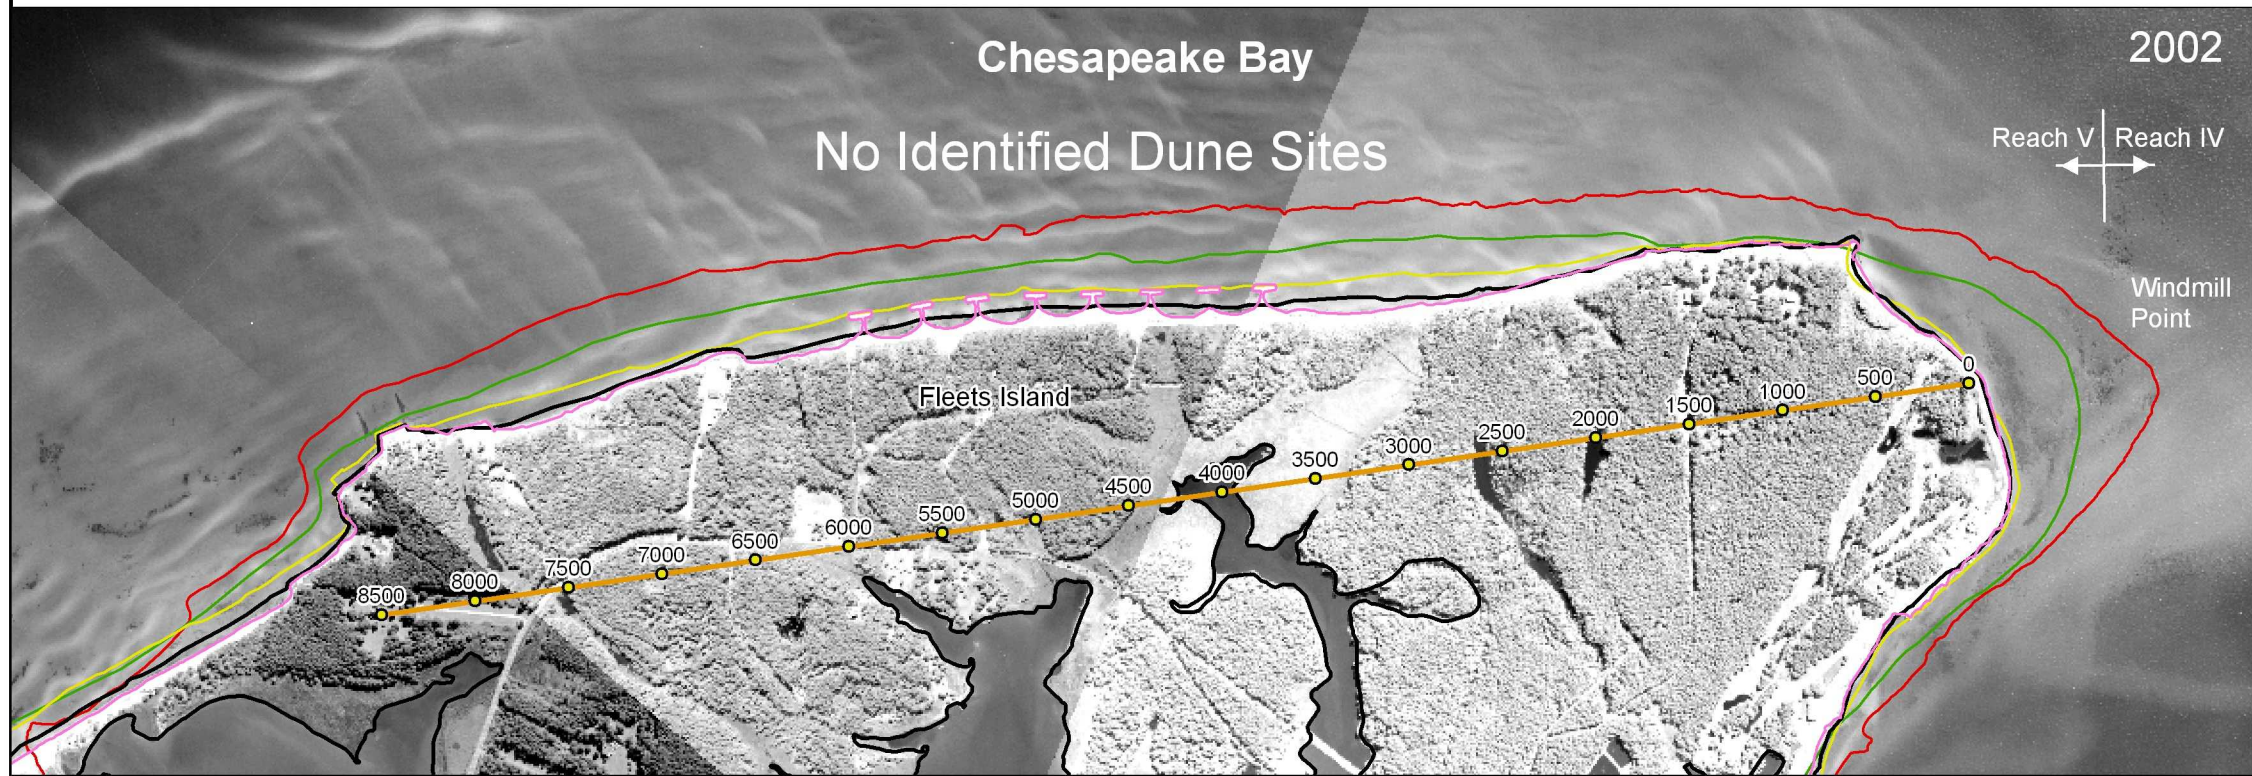 Chesapeake Bay
2002
No Identified Dune Sites
Reach V
Reach IV
Windmill
Point
Fleets Island
0
500
1000
1500
2000
2500
3000
3500
4000
4500
5000
5500
6000
6500
7000
7500
8000
8500